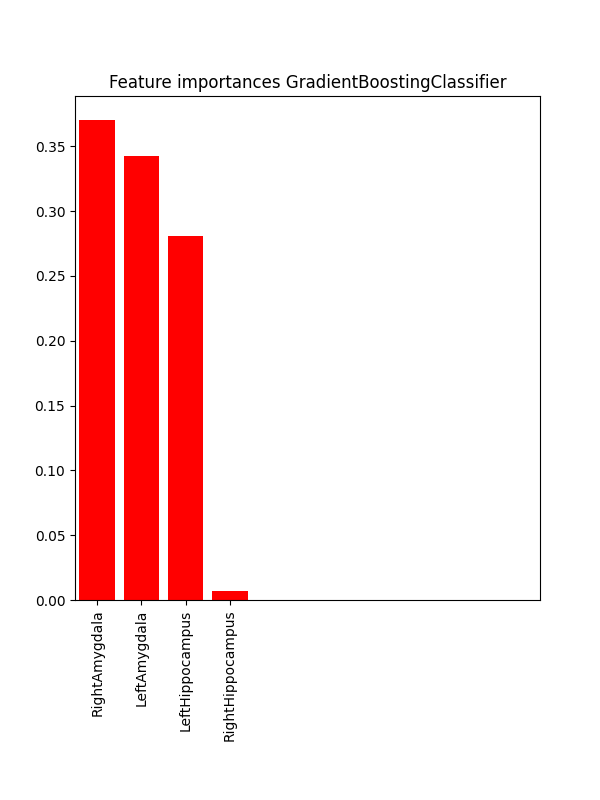 Feature importances GradientBoostingClassifier
0.35
0.30
0.25
0.20
0.15
0.10
0.05
0.00
RightAmygdala
LeftAmygdala
LeftHippocampus
RightHippocampus